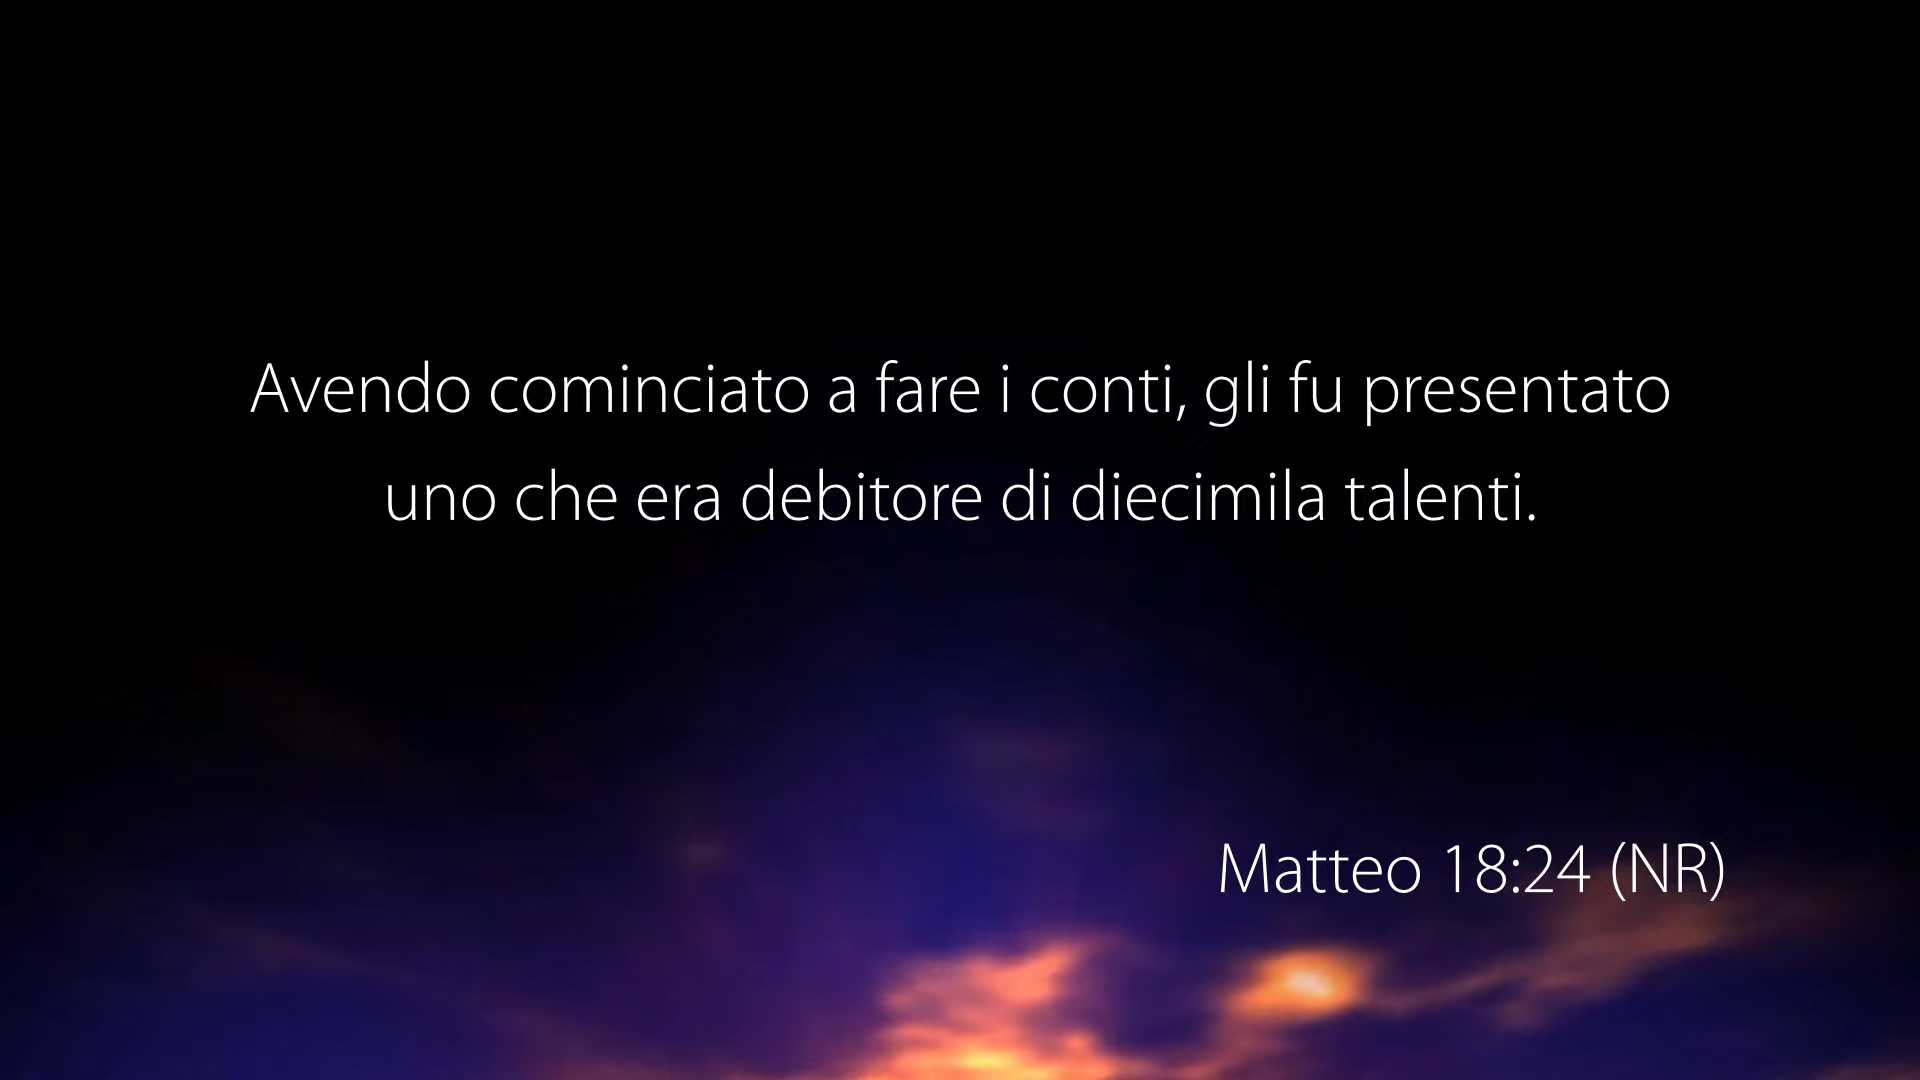 Avendo cominciato a fare i conti, gli fu presentato
uno che era debitore di diecimila talenti.
Matteo 18:24 (NR)